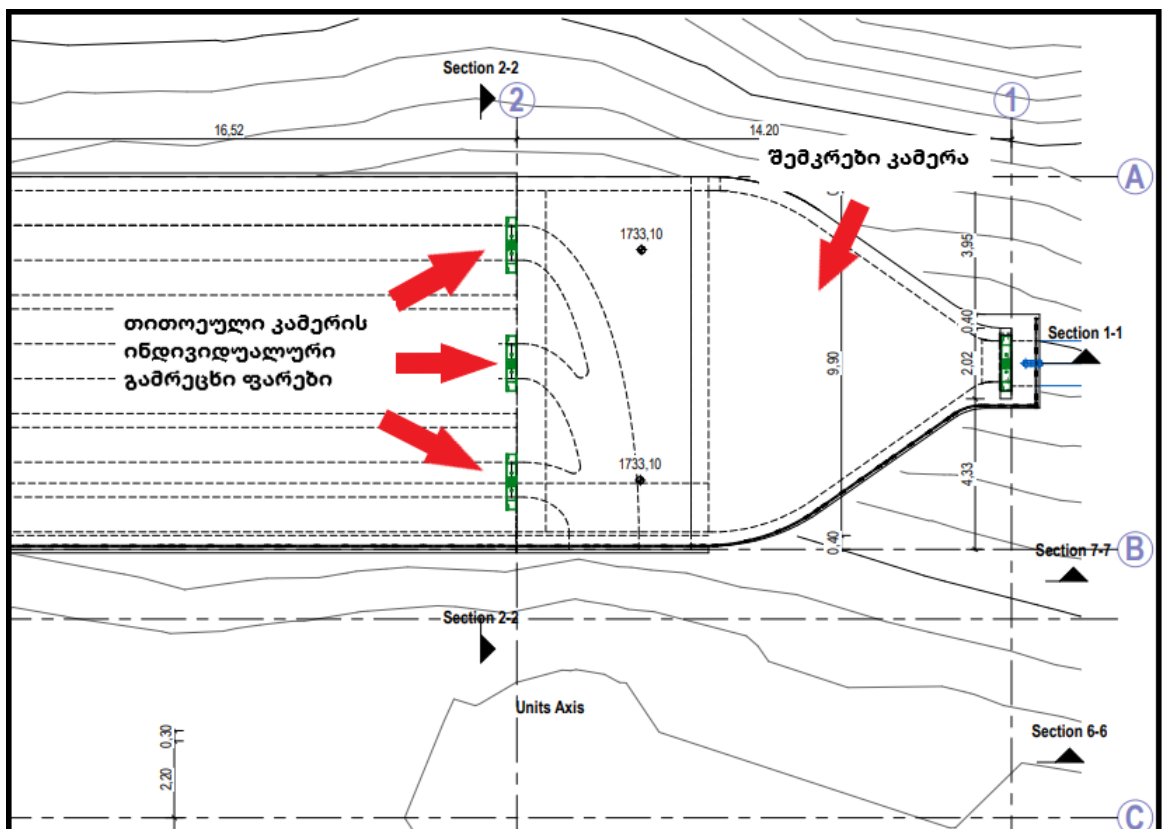 Section 2-2
2
1
16,52
14.20
შემკრები კამერა
A
1733,10
3,95
თითოეული კამერის
ინდივიდუალური
გამრეცხი ფარები
0,40
Section 1-1
9,90
2,02
1733,10
4,33
0,40
B
Section 7-7
Section 2-2
Units Axis
0,30
Section 6-6
2,20
C